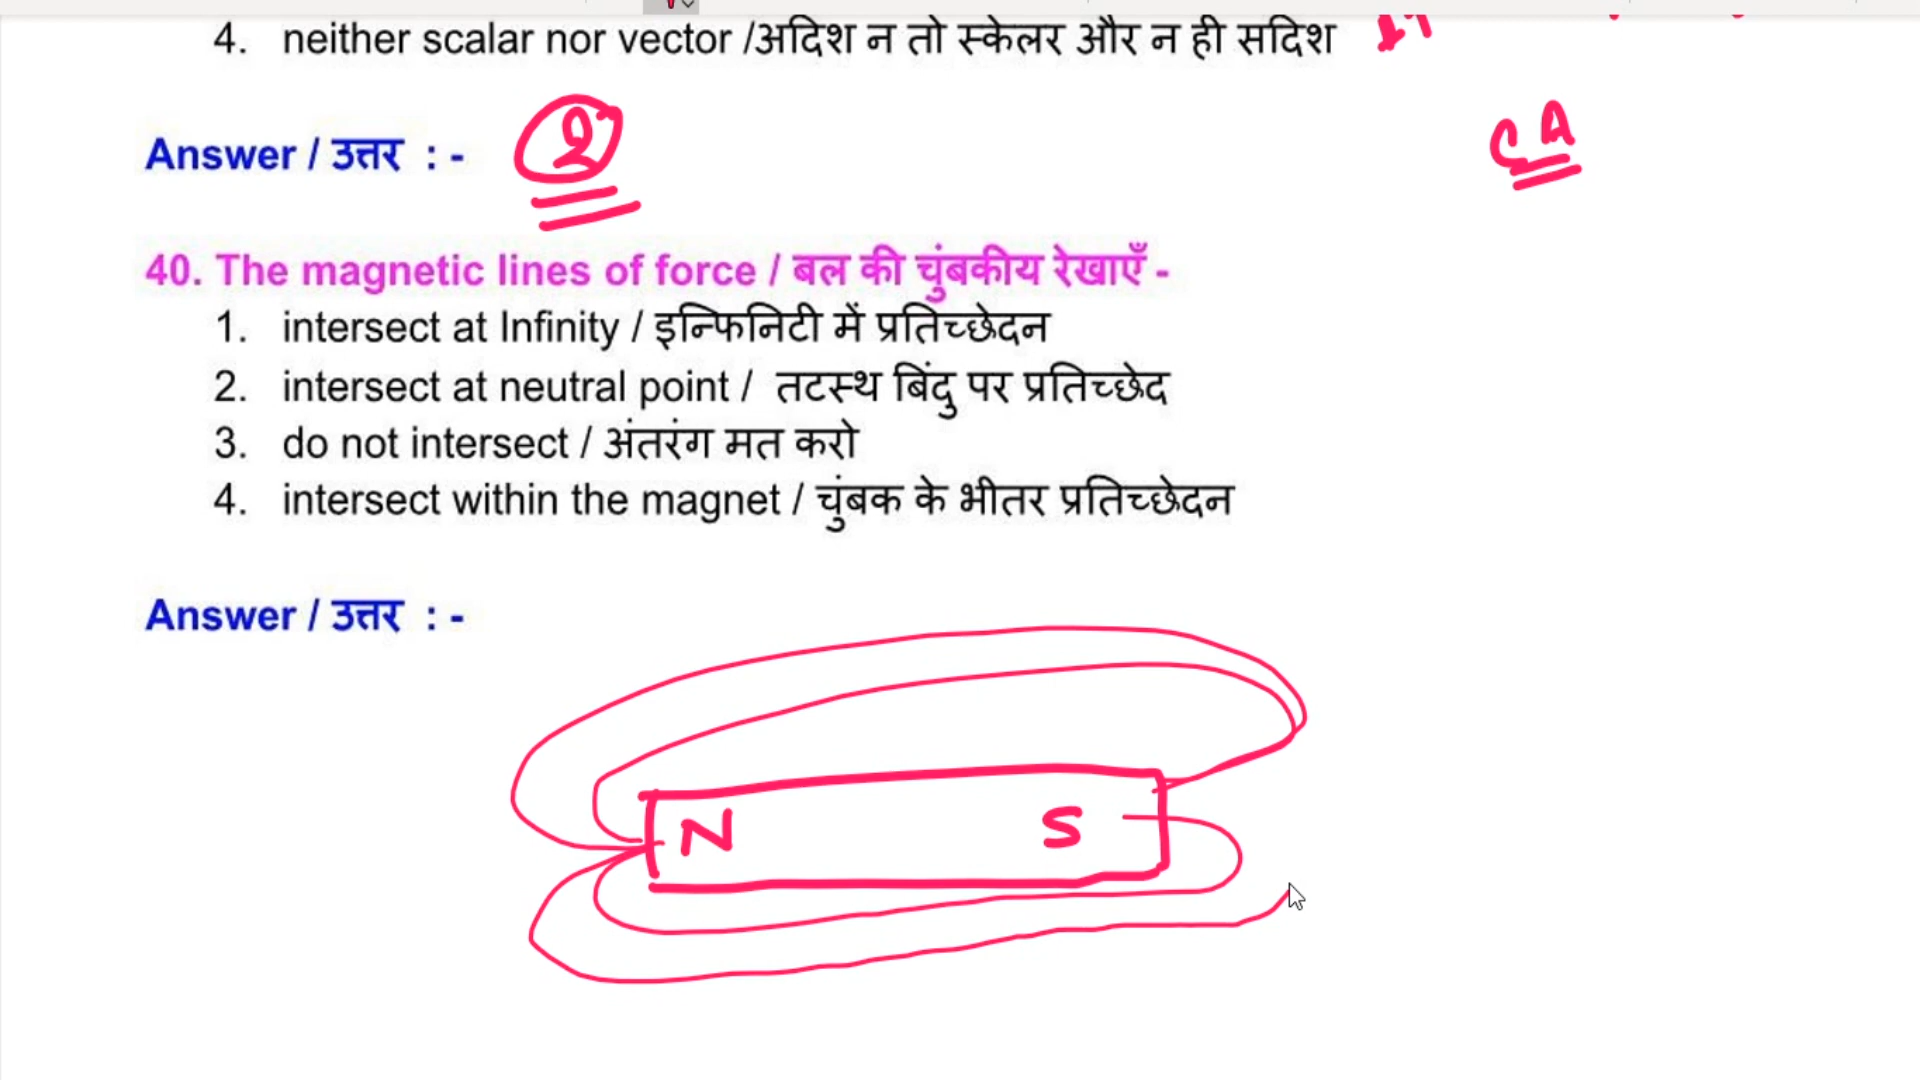 4. neither scalar nor vector /अदिश न तो स्केलर और न ही सदिश
Answer / उत्तर : - 2
CA
40. The magnetic lines of force / बल की चुंबकीय रेखाएँ -
1. intersect at Infinity / इन्फिनिटी में प्रतिच्छेदन
2. intersect at neutral point / तटस्थ बिंदु पर प्रतिच्छेद
3. do not intersect / अंतरंग मत करो
4. intersect within the magnet / चुंबक के भीतर प्रतिच्छेदन
Answer / उत्तर : -
N S